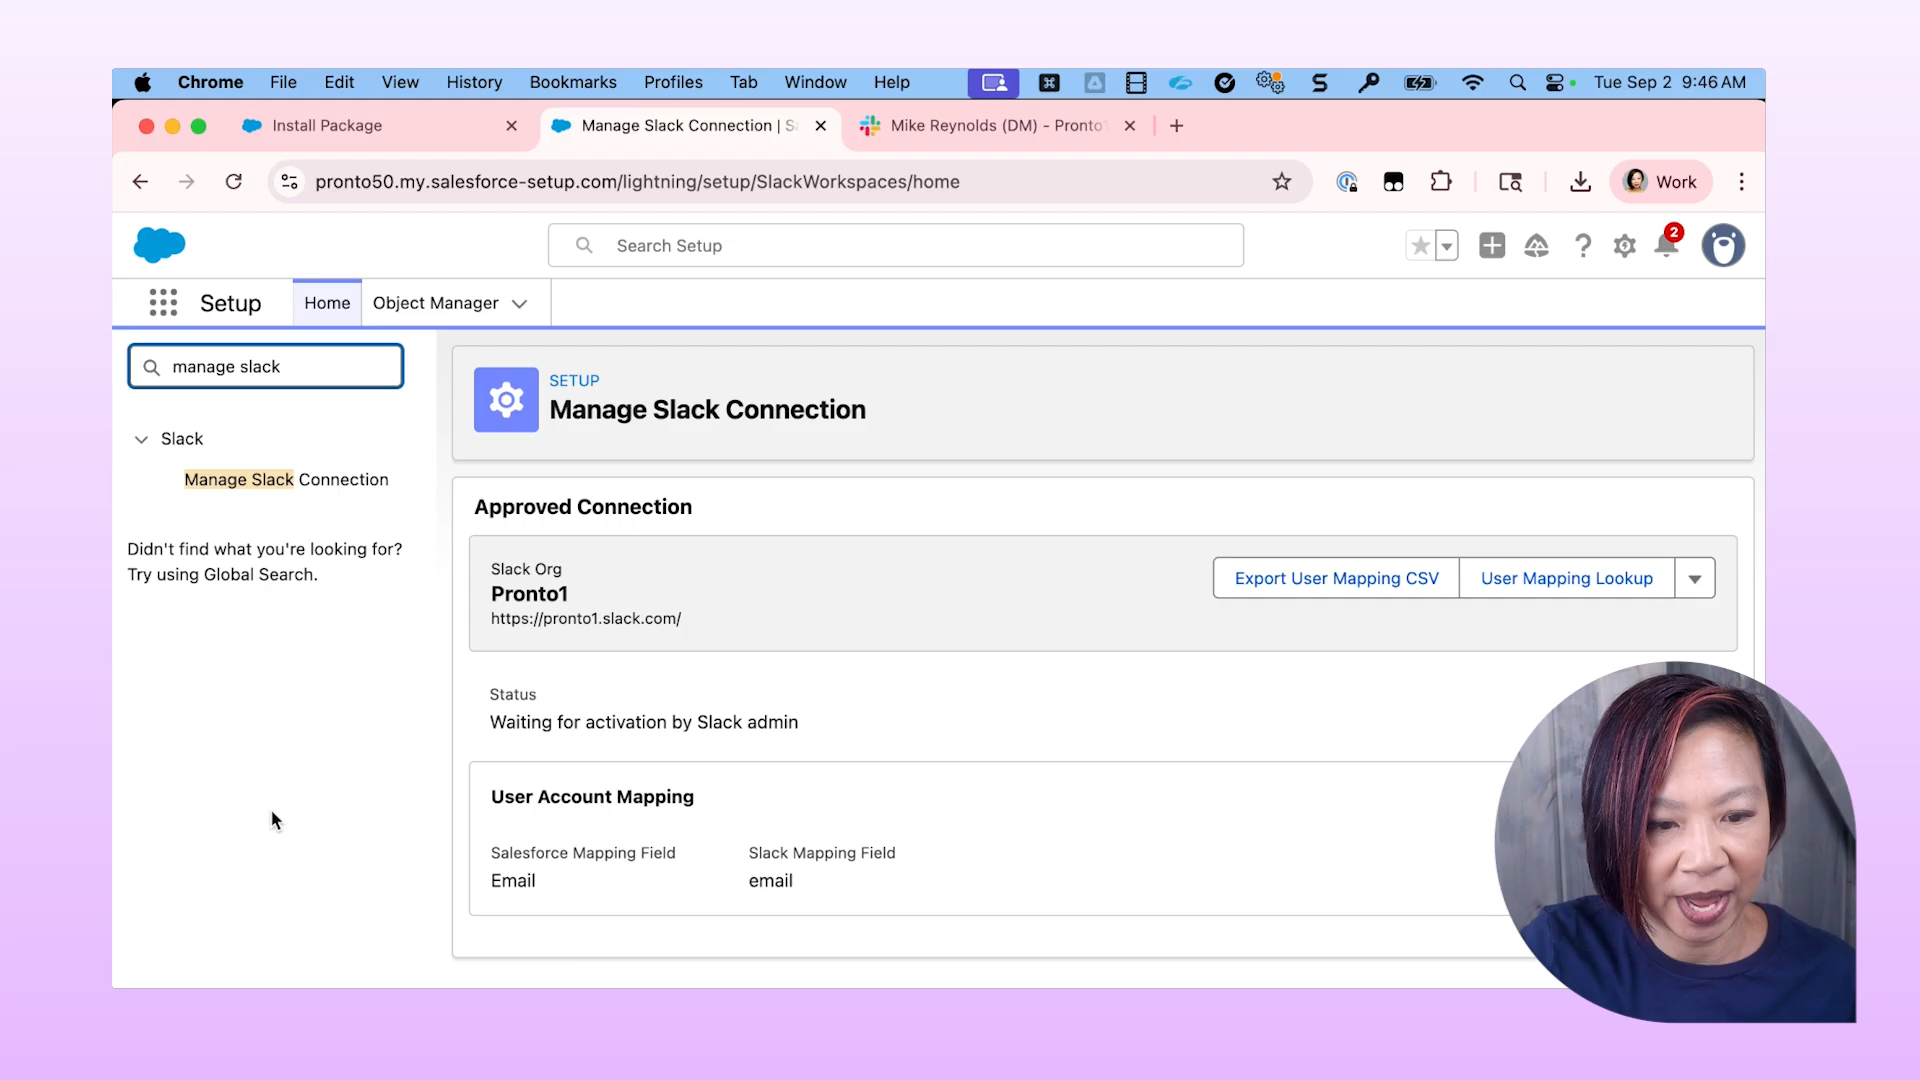 Chrome File Edit View History Bookmarks Profiles Tab Window Help Tue Sep 2 9:46 AM
Install Package Manage Slack Connection | S Mike Reynolds (DM) - Pronto1
pronto50.my.salesforce-setup.com/lightning/setup/SlackWorkspaces/home Work
Search Setup 2
Setup Home Object Manager
manage slack
Slack
Manage Slack Connection
Didn't find what you're looking for?
Try using Global Search.
SETUP
Manage Slack Connection
Approved Connection
Slack Org
Pronto1
https://pronto1.slack.com/
Export User Mapping CSV User Mapping Lookup
Status
Waiting for activation by Slack admin
User Account Mapping
Salesforce Mapping Field Slack Mapping Field
Email email